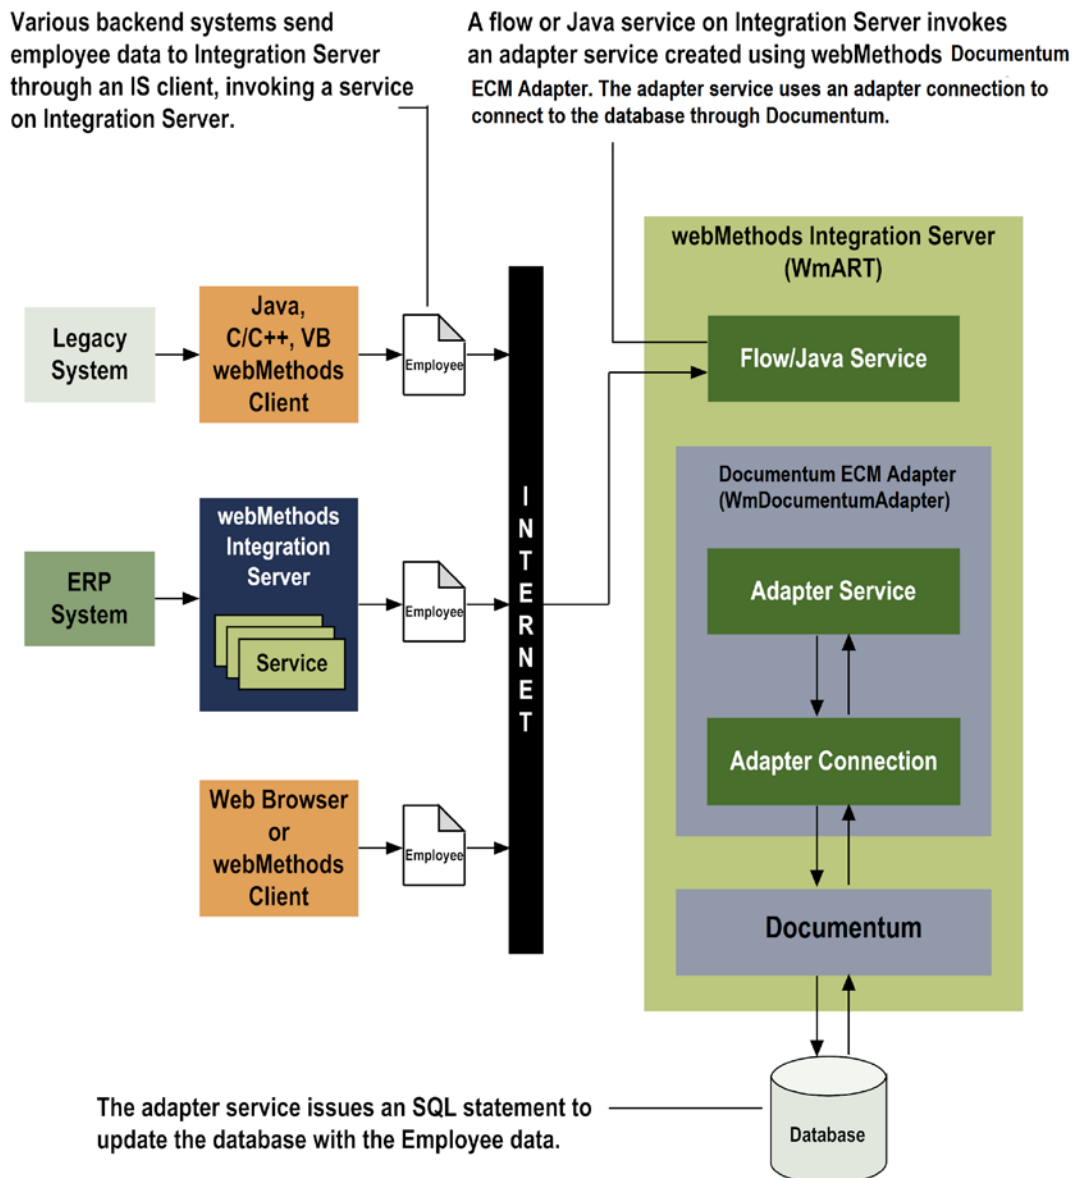 Various backend systems send
employee data to Integration Server
through an IS client, invoking a service
on Integration Server.
A flow or Java service on Integration Server invokes
an adapter service created using webMethods Documentum
ECM Adapter. The adapter service uses an adapter connection to
connect to the database through Documentum.
webMethods Integration Server
(WmART)
Legacy
System
Java,
C/C++, VB
webMethods
Client
Employee
Flow/Java Service
INTERNET
Documentum ECM Adapter
(WmDocumentumAdapter)
ERP
System
webMethods
Integration
Server
Service
Employee
Adapter Service
Adapter Connection
Web Browser
or
webMethods
Client
Employee
Documentum
The adapter service issues an SQL statement to
update the database with the Employee data.
Database